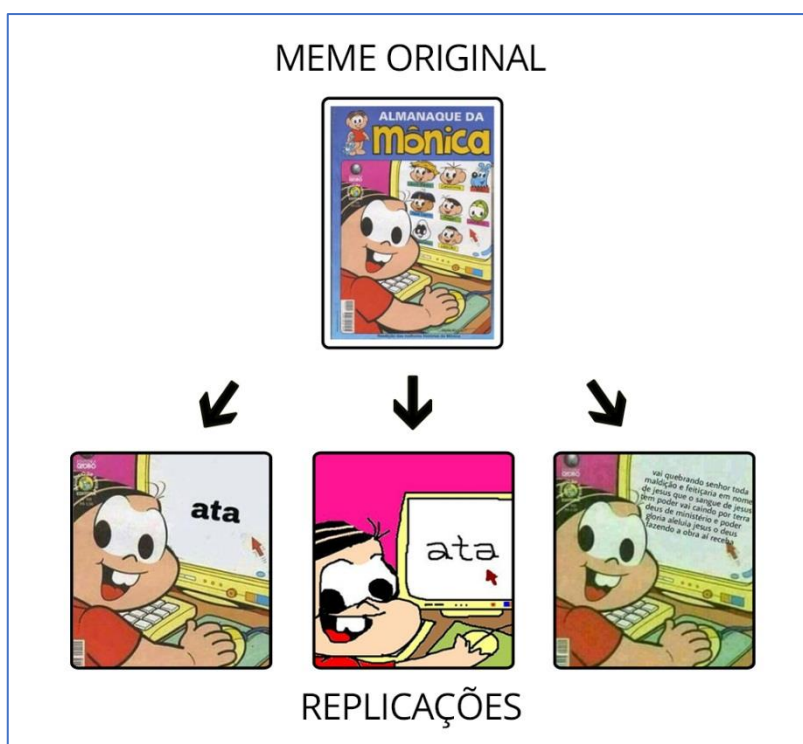 MEME ORIGINAL
ALMANAQUE DA
Mônica
ata
ata
vai quebrando senhor toda
maldição e feitiçaria em nome
de jesus que o sangue de jesus
tem poder vai caindo por terra
deus de ministério e poder
gloria aleluia jesus o deus
fazendo a obra aí receba
REPLICAÇÕES